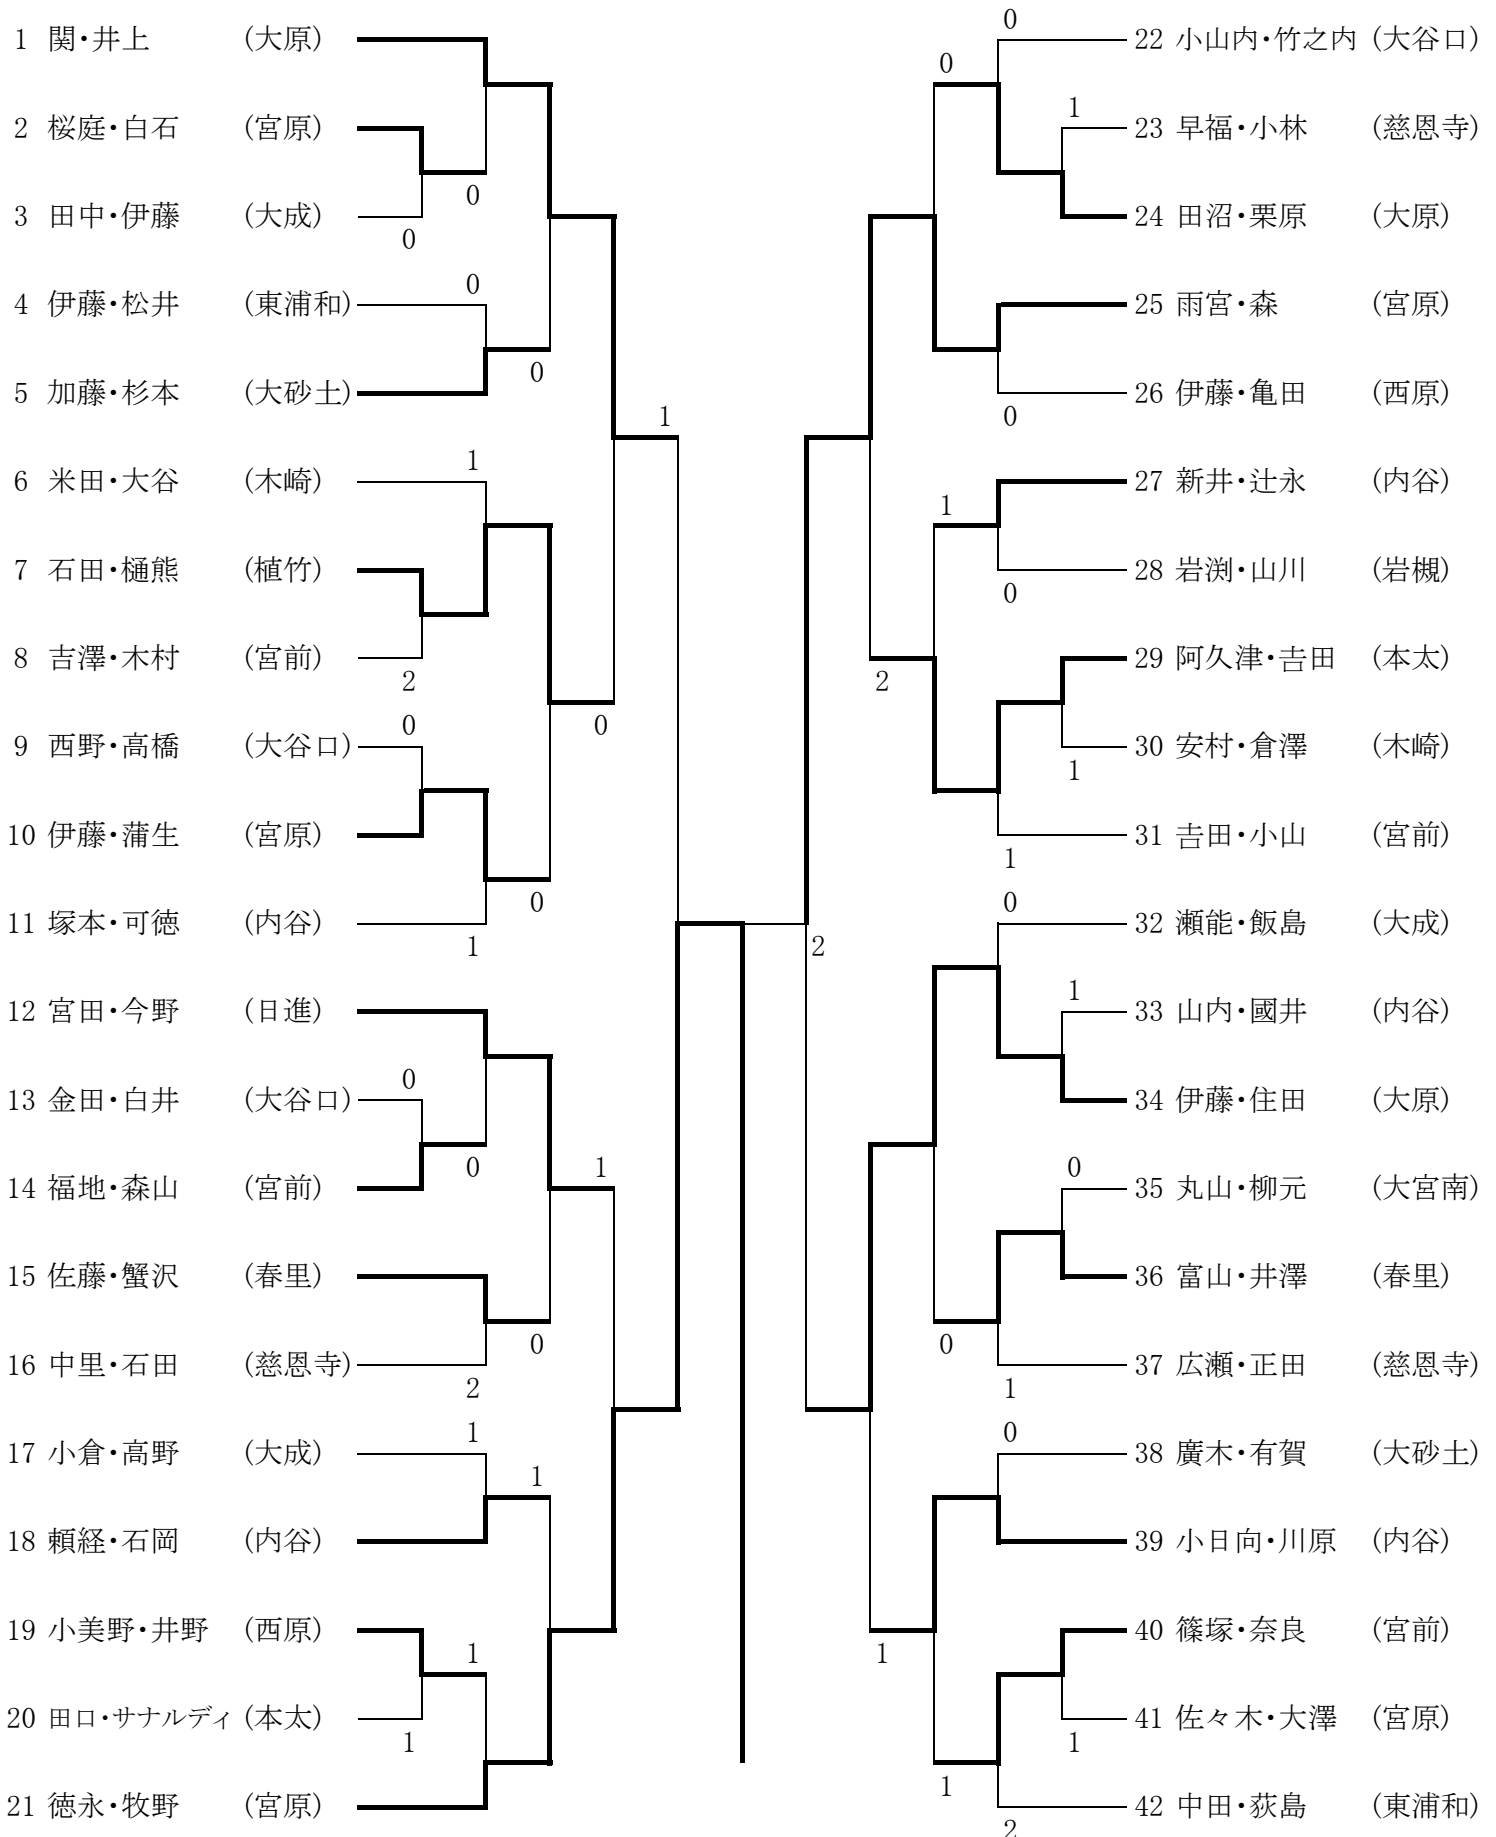 1 関・井上 (大原)
2 桜庭・白石 (宮原)
0
3 田中・伊藤 (大成)
0
0
4 伊藤・松井 (東浦和)
0
5 加藤・杉本 (大砂土)
1
1
6 米田・大谷 (木崎)
7 石田・樋熊 (植竹)
8 吉澤・木村 (宮前)
2
0
0
9 西野・高橋 (大谷口)
10 伊藤・蒲生 (宮原)
0
11 塚本・可徳 (内谷)
1
12 宮田・今野 (日進)
0
13 金田・白井 (大谷口)
0
1
14 福地・森山 (宮前)
15 佐藤・蟹沢 (春里)
0
16 中里・石田 (慈恩寺)
2
1
17 小倉・高野 (大成)
1
18 頼経・石岡 (内谷)
19 小美野・井野 (西原)
1
20 田口・サナルディ (本太)
1
21 徳永・牧野 (宮原)
0
22 小山内・竹之内 (大谷口)
0
1
23 早福・小林 (慈恩寺)
24 田沼・栗原 (大原)
25 雨宮・森 (宮原)
26 伊藤・亀田 (西原)
0
27 新井・辻永 (内谷)
1
28 岩渕・山川 (岩槻)
0
29 阿久津・𠮷田 (本太)
2
30 安村・倉澤 (木崎)
1
31 𠮷田・小山 (宮前)
1
0
32 瀬能・飯島 (大成)
2
1
33 山内・國井 (内谷)
34 伊藤・住田 (大原)
0
35 丸山・柳元 (大宮南)
36 富山・井澤 (春里)
0
37 広瀬・正田 (慈恩寺)
1
0
38 廣木・有賀 (大砂土)
39 小日向・川原 (内谷)
40 篠塚・奈良 (宮前)
1
41 佐々木・大澤 (宮原)
1
1
42 中田・荻島 (東浦和)
2